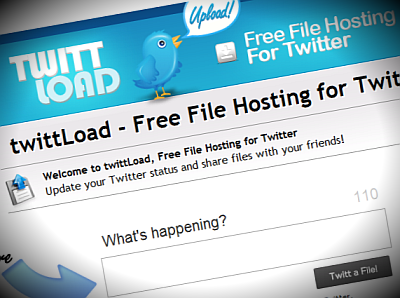 TWITT
LOAD
Upload!
Free File Hosting
For Twitter
twittLoad - Free File Hosting for Twit
Welcome to twittLoad, Free File Hosting for Twitter
Update your Twitter status and share files with your friends!
110
What's happening?
Twitt a File!